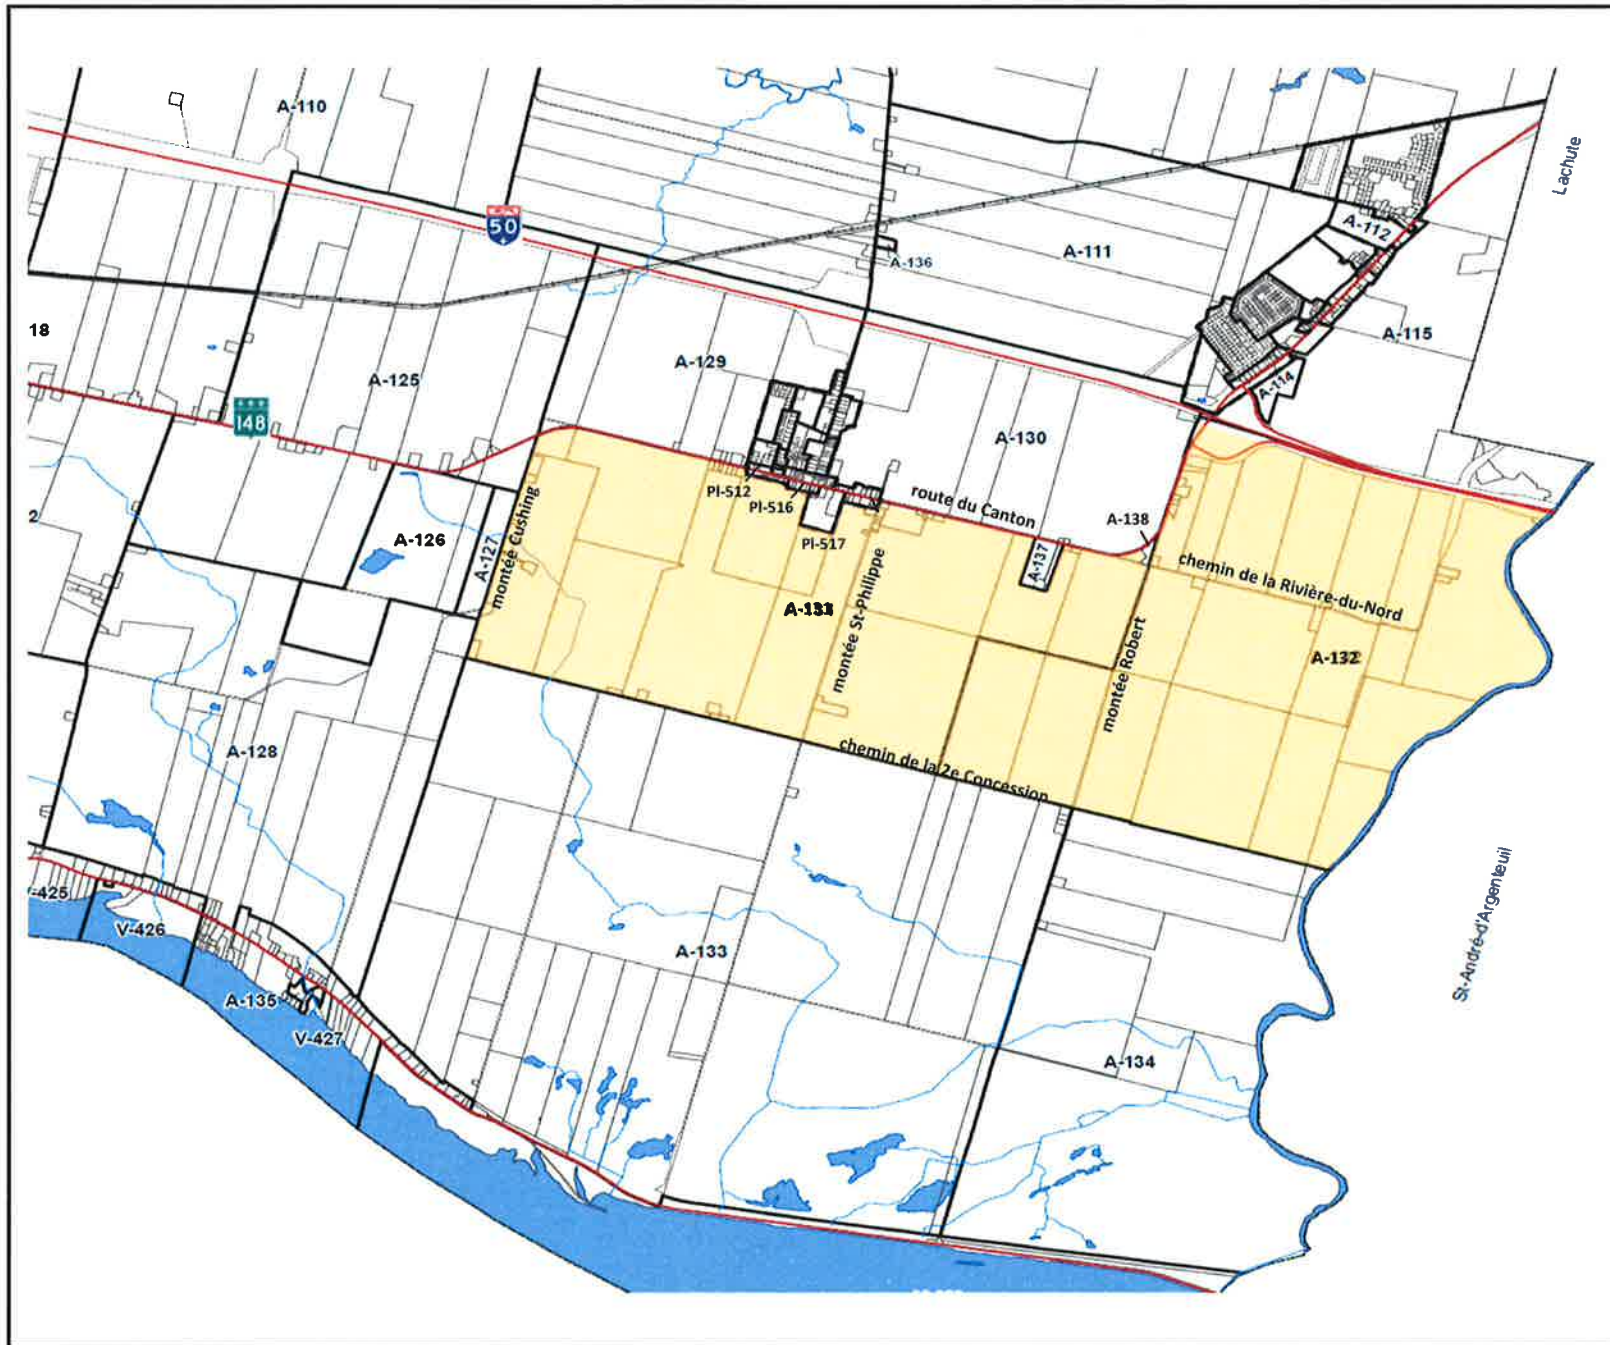 A-110
Lachute
50
A-136
A-111
A-112
18
A-125
A-129
A-115
A-114
148
A-130
PI-512
PI-516
PI-517
route du Canton
A-138
2
A-126
A-127
montée Cushing
A-137
chemin de la Rivière-du-Nord
montée St-Philippe
montée Robert
A-132
A-128
chemin de la 2e Concession
-425
V-426
A-133
A-135
V-427
A-134
St-André-d'Argenteuil